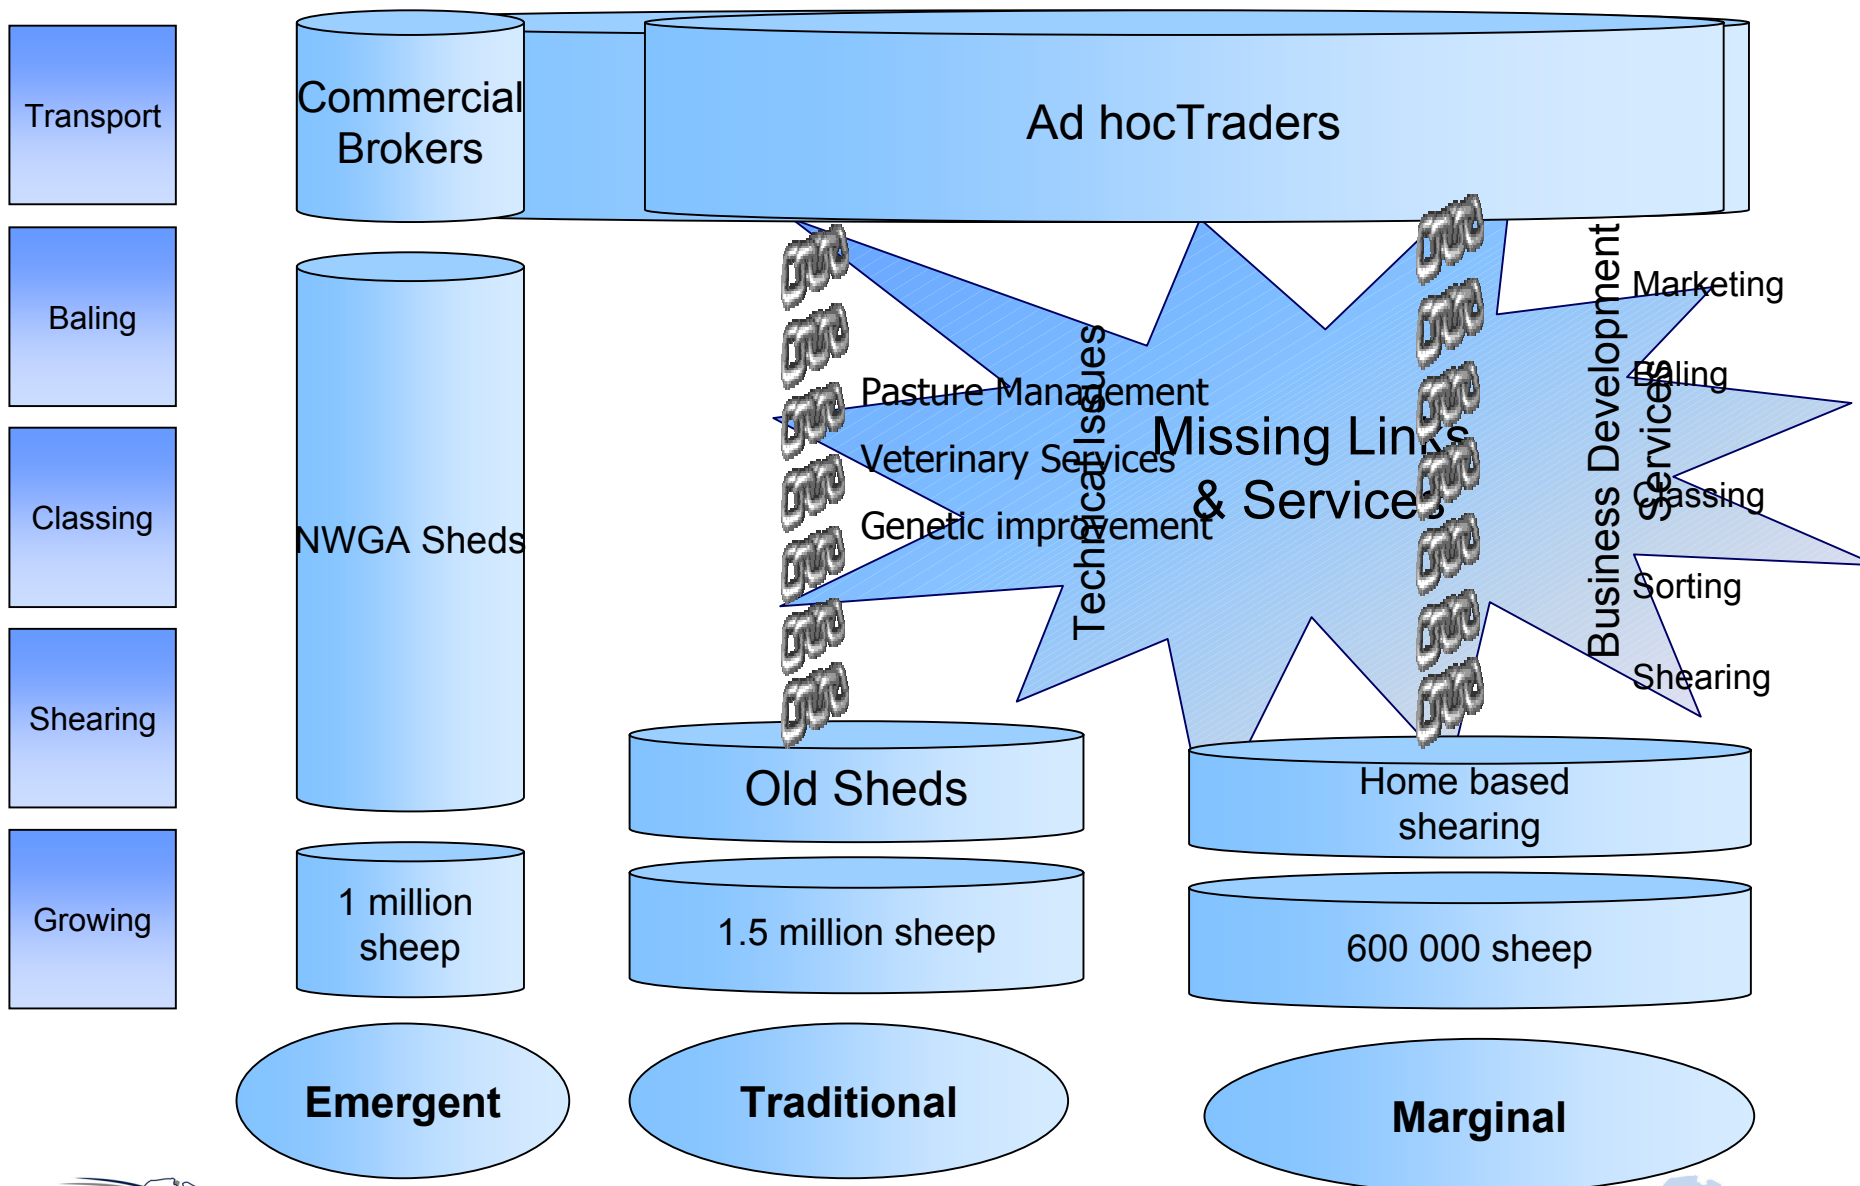 Transport
Baling
Classing
Shearing
Growing
Commercial
Brokers
Ad hocTraders
NWGA Sheds
Technical Issues
Pasture Management
Veterinary Services
Genetic improvement
Missing Links
& Services
Business Development
Services
Marketing
Baling
Classing
Sorting
Shearing
Old Sheds
Home based
shearing
1 million
sheep
1.5 million sheep
600 000 sheep
Emergent
Traditional
Marginal